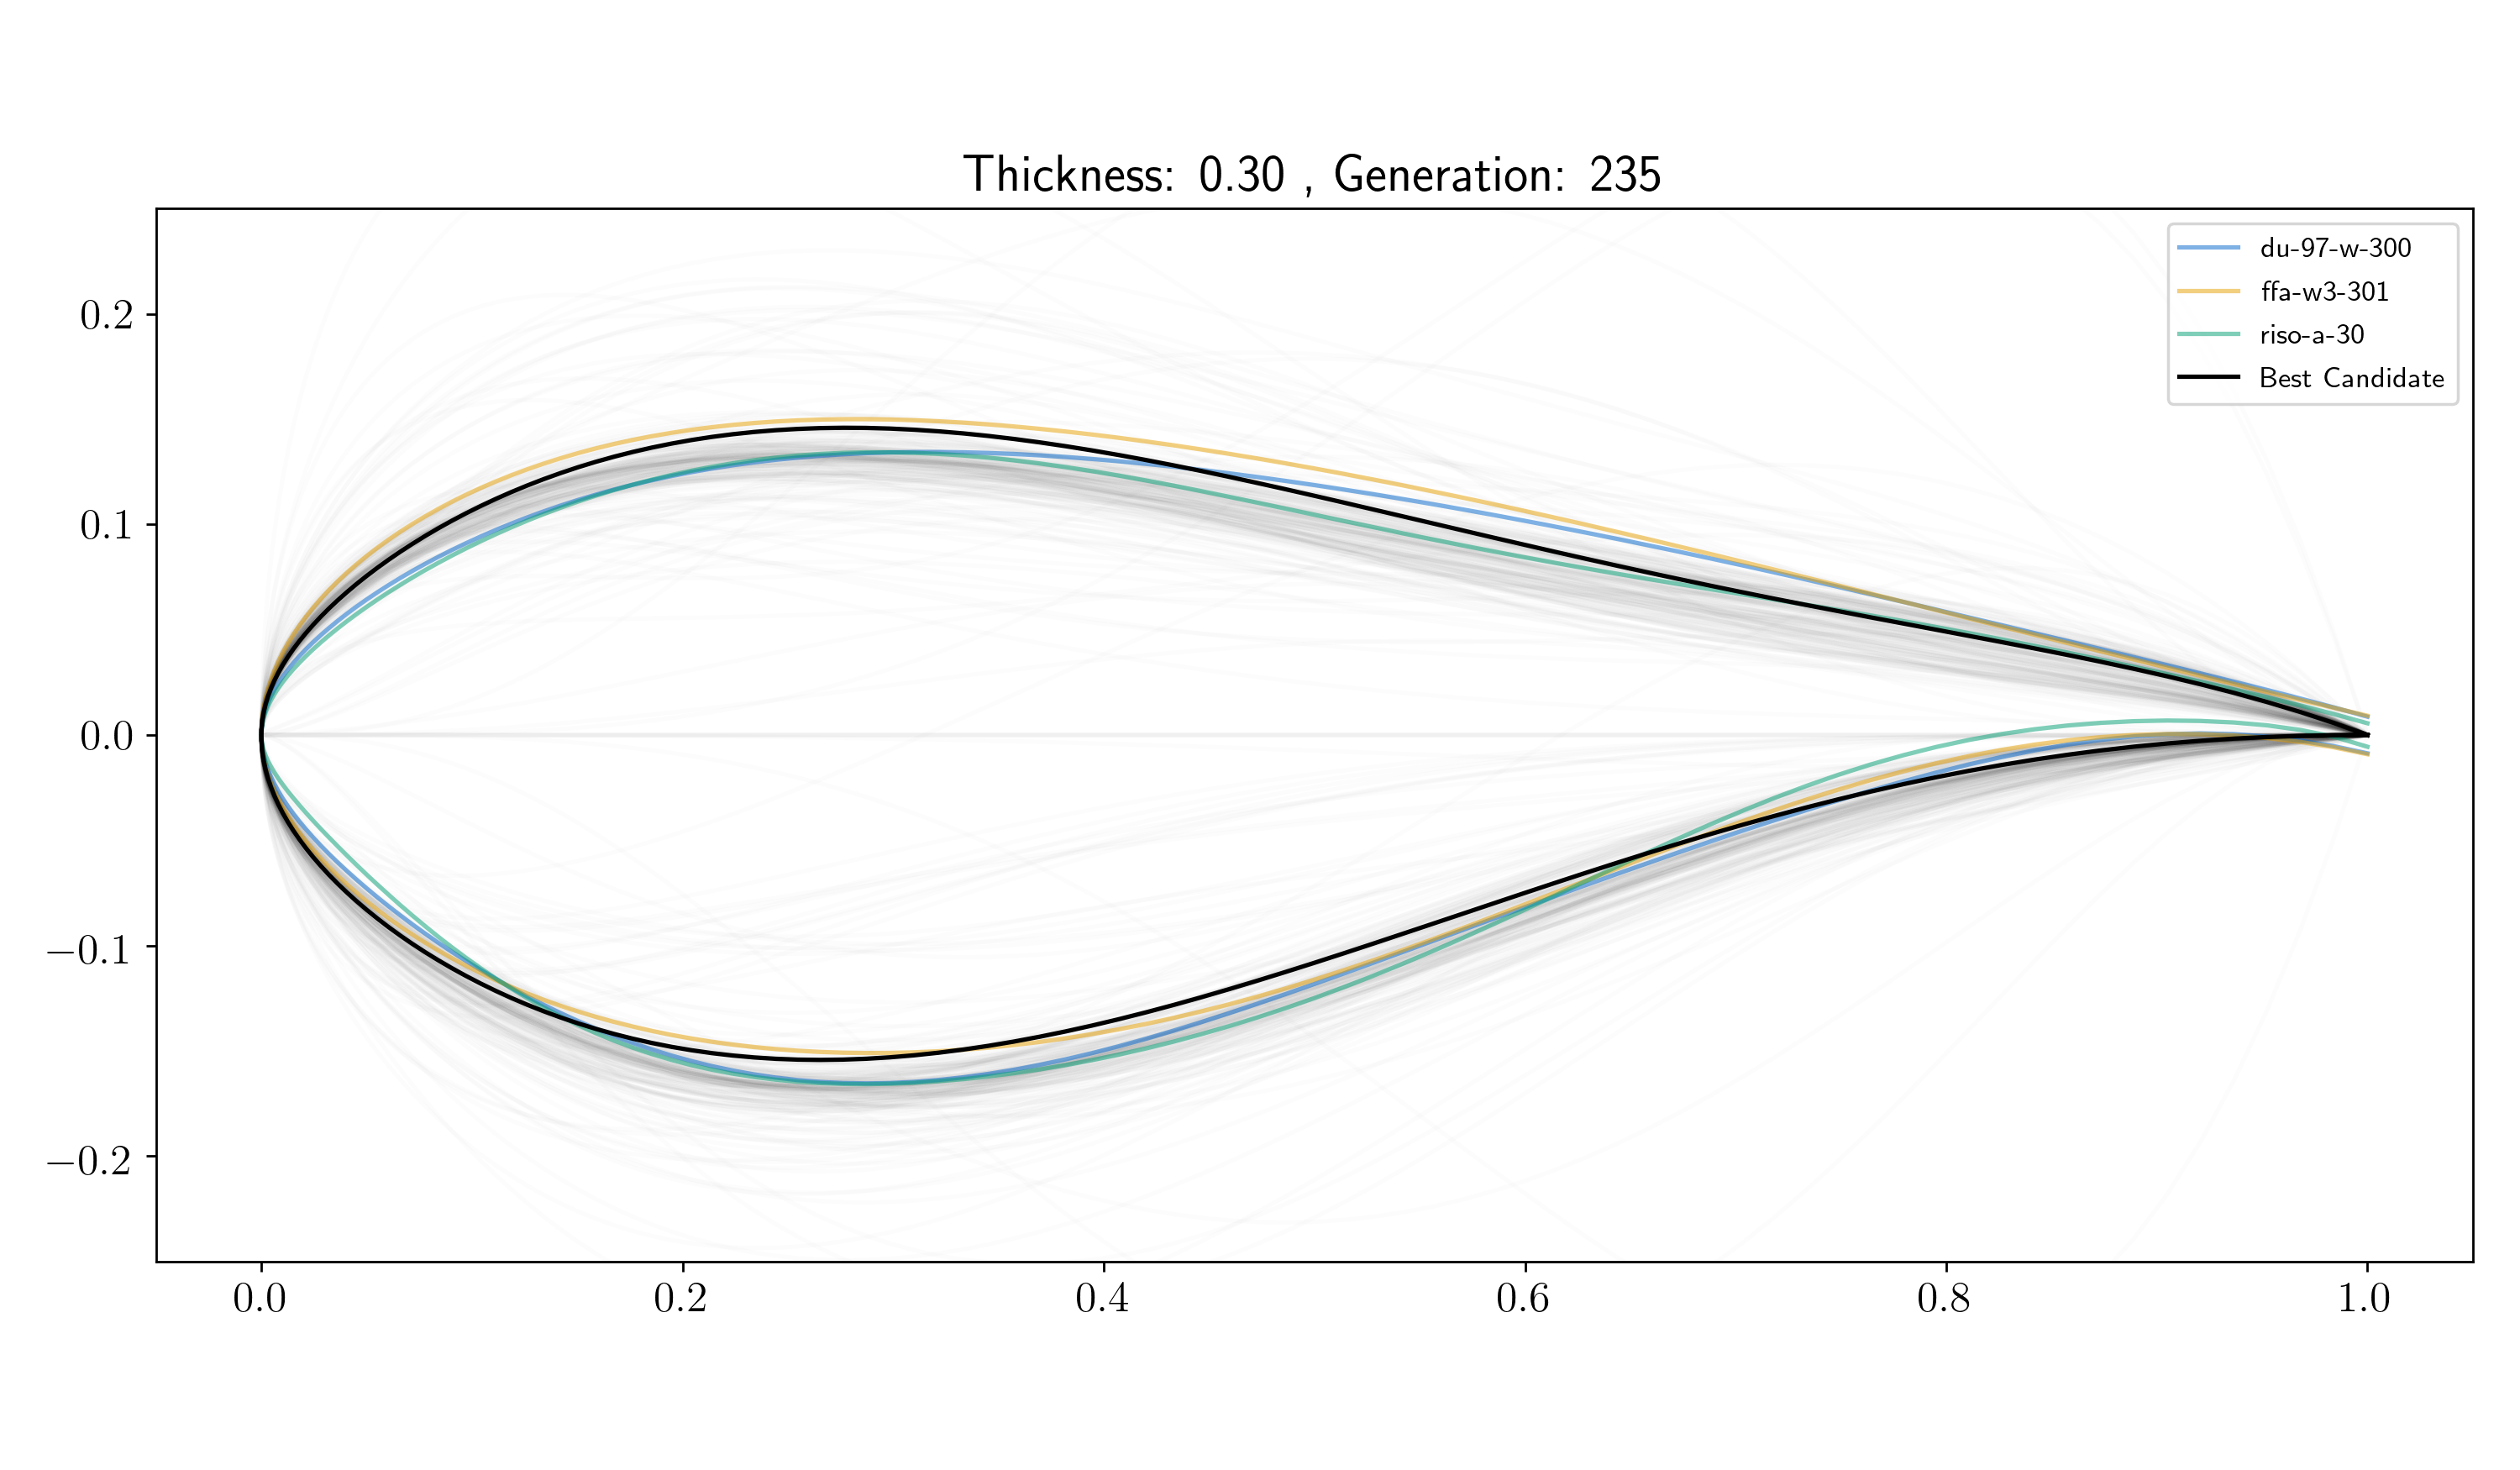 Thickness: 0.30 , Generation: 235
du-97-w-300
ffa-w3-301
riso-a-30
Best Candidate
0.2
0.1
0.0
−0.1
−0.2
0.0 0.2 0.4 0.6 0.8 1.0